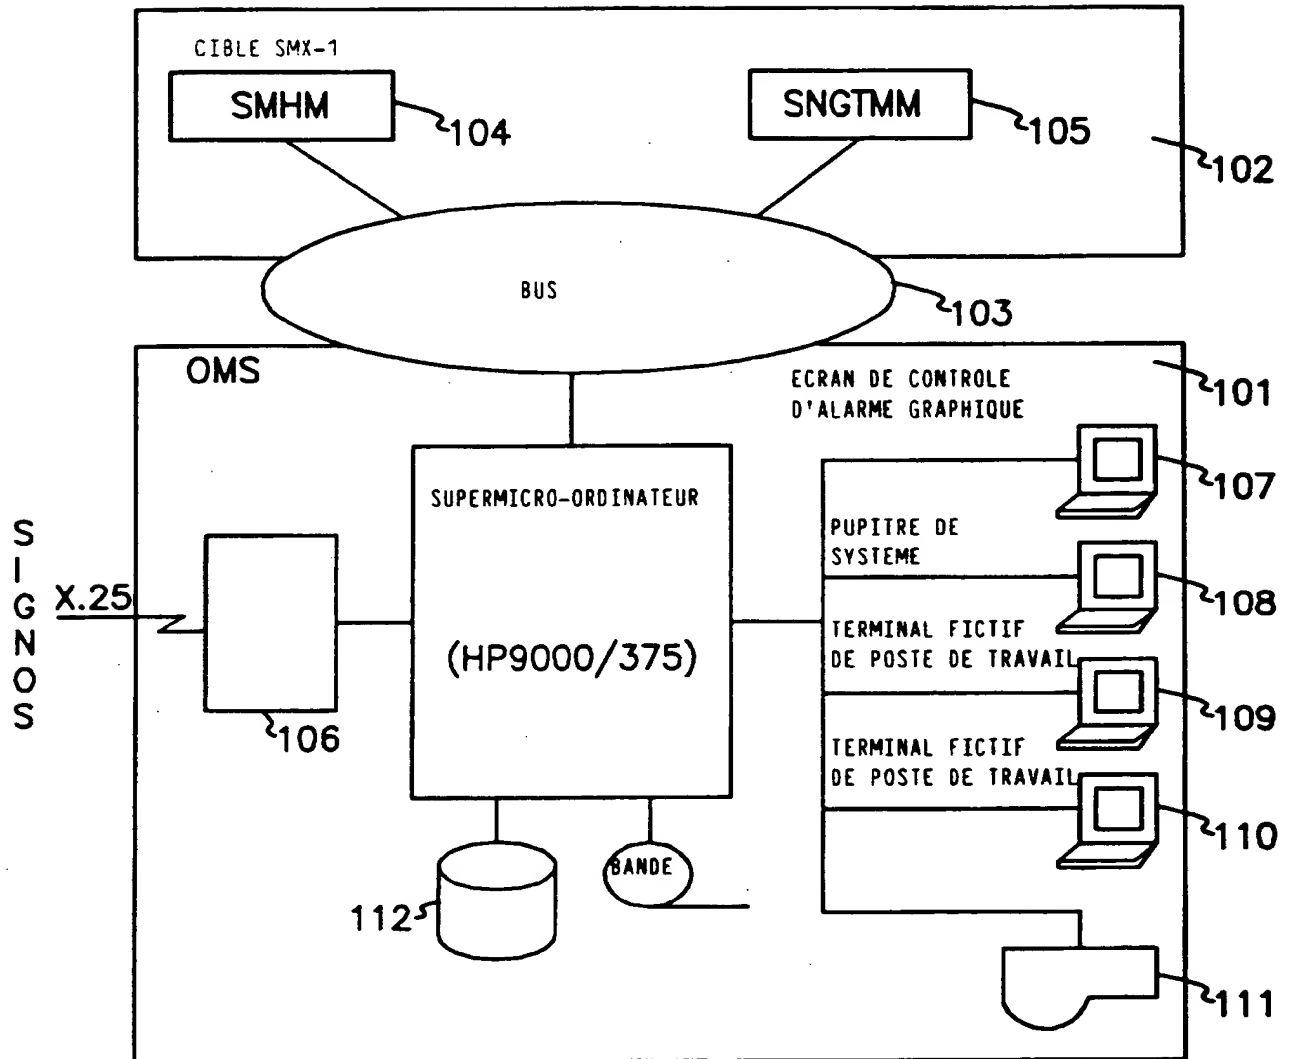 CIBLE SMX-1
SMHM
104
SNGTMM
105
102
BUS
103
OMS
ECRAN DE CONTROLE
D'ALARME GRAPHIQUE
101
107
SUPERMICRO-ORDINATEUR
(HP9000/375)
PUPITRE DE
SYSTEME
108
TERMINAL FICTIF
DE POSTE DE TRAVAIL
109
TERMINAL FICTIF
DE POSTE DE TRAVAIL
110
SIGNOS
X.25
106
112
BANDE
111